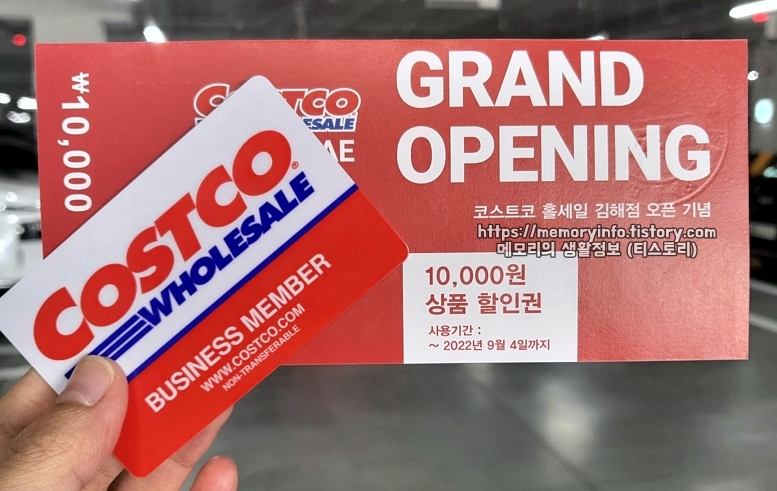 ₩10,000
COSTCO
WHOLESALE
GRAND
OPENING
코스트코 홀세일 김해점 오픈 기념
https://memoryinfo.tistory.com
메모리의 생활정보 (티스토리)
10,000원
상품 할인권
사용기간 :
~ 2022년 9월 4일까지
COSTCO®
WHOLESALE
BUSINESS MEMBER
WWW.COSTCO.COM
NON-TRANSFERABLE